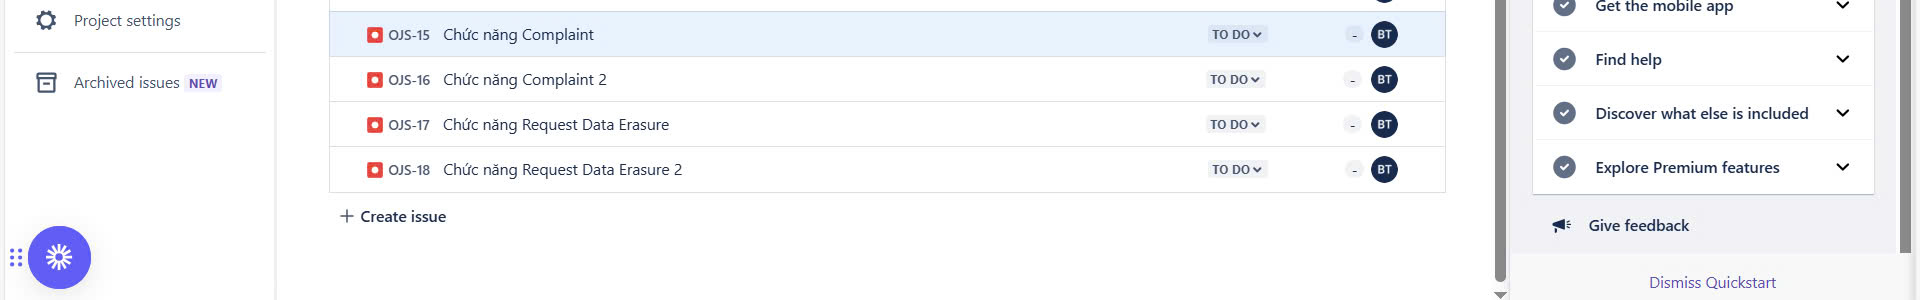 Project settings
Archived issues NEW
OJS-15 Chức năng Complaint TO DO - BT
OJS-16 Chức năng Complaint 2 TO DO - BT
OJS-17 Chức năng Request Data Erasure TO DO - BT
OJS-18 Chức năng Request Data Erasure 2 TO DO - BT
+ Create issue
Get the mobile app
Find help
Discover what else is included
Explore Premium features
Give feedback
Dismiss Quickstart